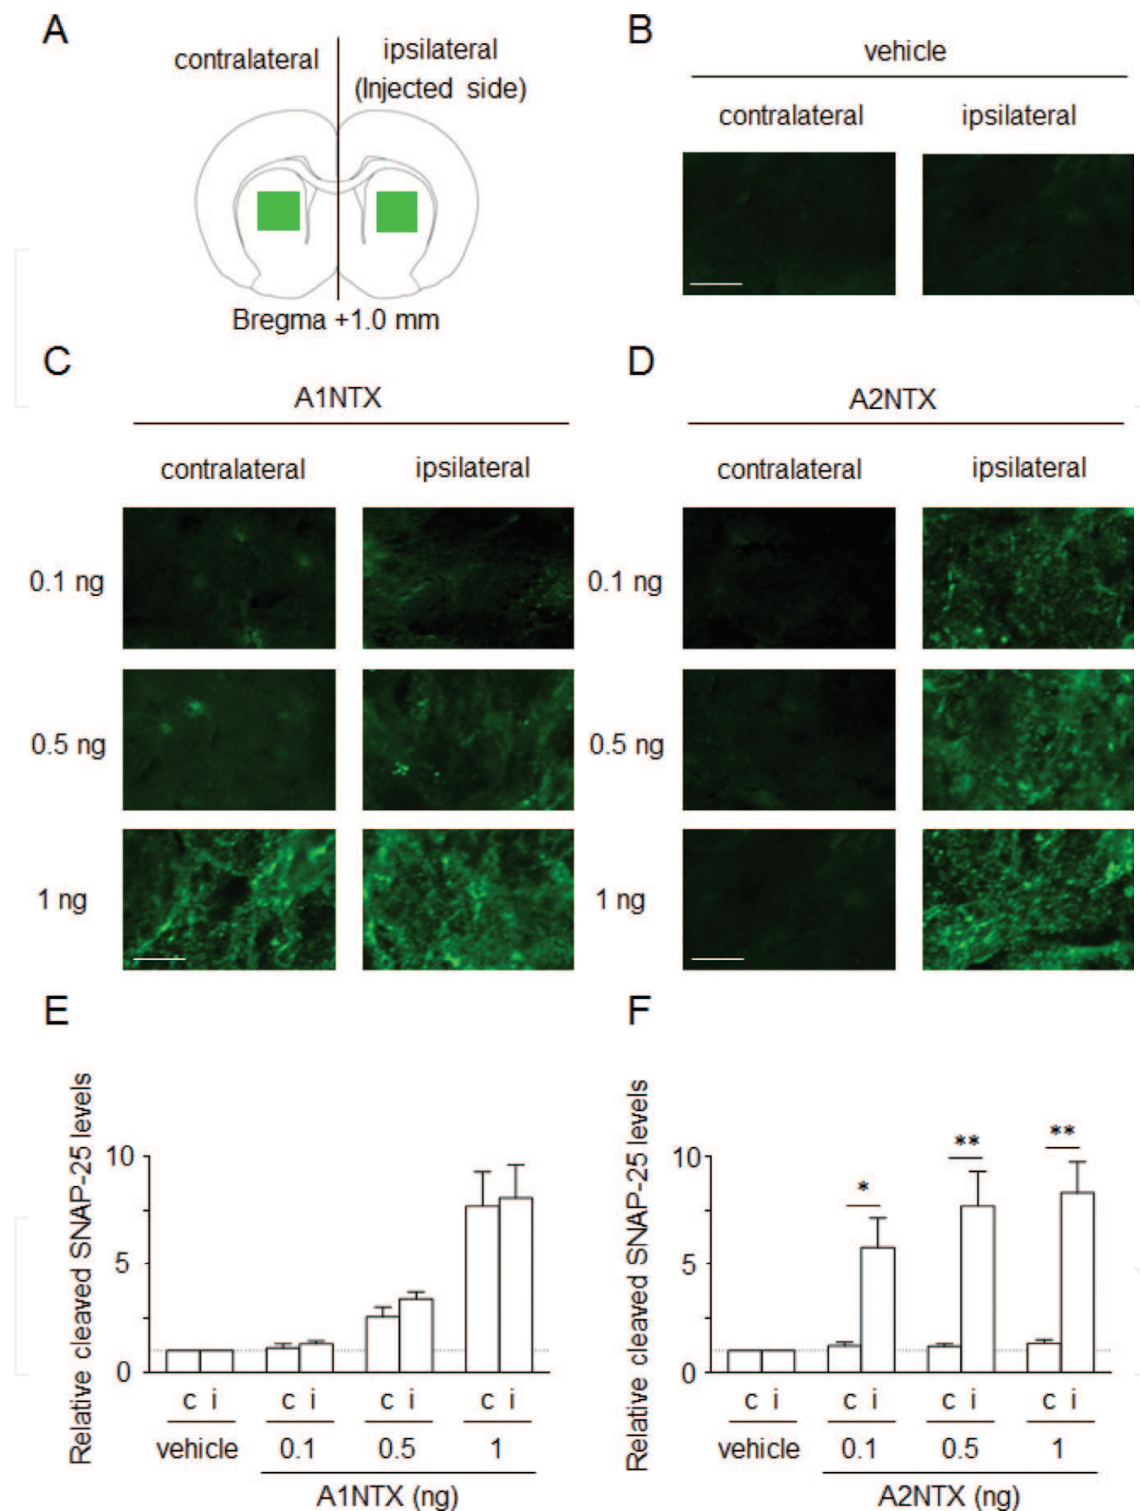 A
contralateral
ipsilateral
(Injected side)
Bregma +1.0 mm
B
vehicle
contralateral ipsilateral
C
A1NTX
contralateral ipsilateral
0.1 ng
0.5 ng
1 ng
D
A2NTX
contralateral ipsilateral
0.1 ng
0.5 ng
1 ng
E
Relative cleaved SNAP-25 levels
10
5
0
c i c i c i c i
vehicle 0.1 0.5 1
A1NTX (ng)
F
Relative cleaved SNAP-25 levels
10
5
0
* ** **
c i c i c i c i
vehicle 0.1 0.5 1
A2NTX (ng)